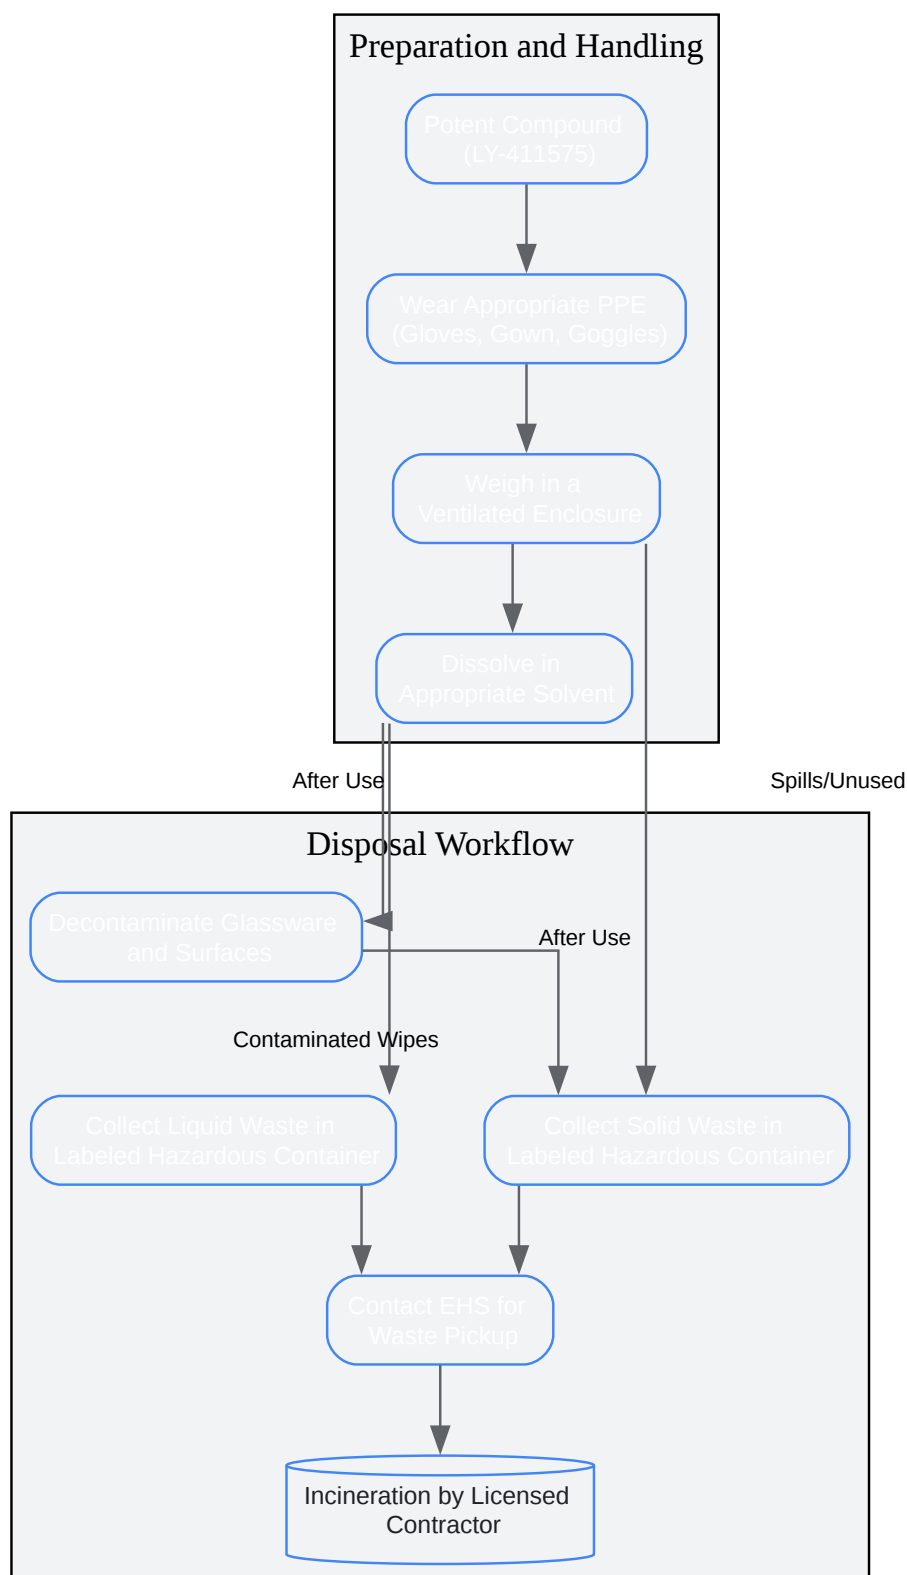 Preparation and Handling
Potent Compound
(LY-411575)
Wear Appropriate PPE
(Gloves, Gown, Goggles)
Weigh in a
Ventilated Enclosure
Dissolve in
Appropriate Solvent
After Use
Spills/Unused
Disposal Workflow
Decontaminate Glassware
and Surfaces
After Use
Contaminated Wipes
Collect Liquid Waste in
Labeled Hazardous Container
Collect Solid Waste in
Labeled Hazardous Container
Contact EHS for
Waste Pickup
Incineration by Licensed
Contractor